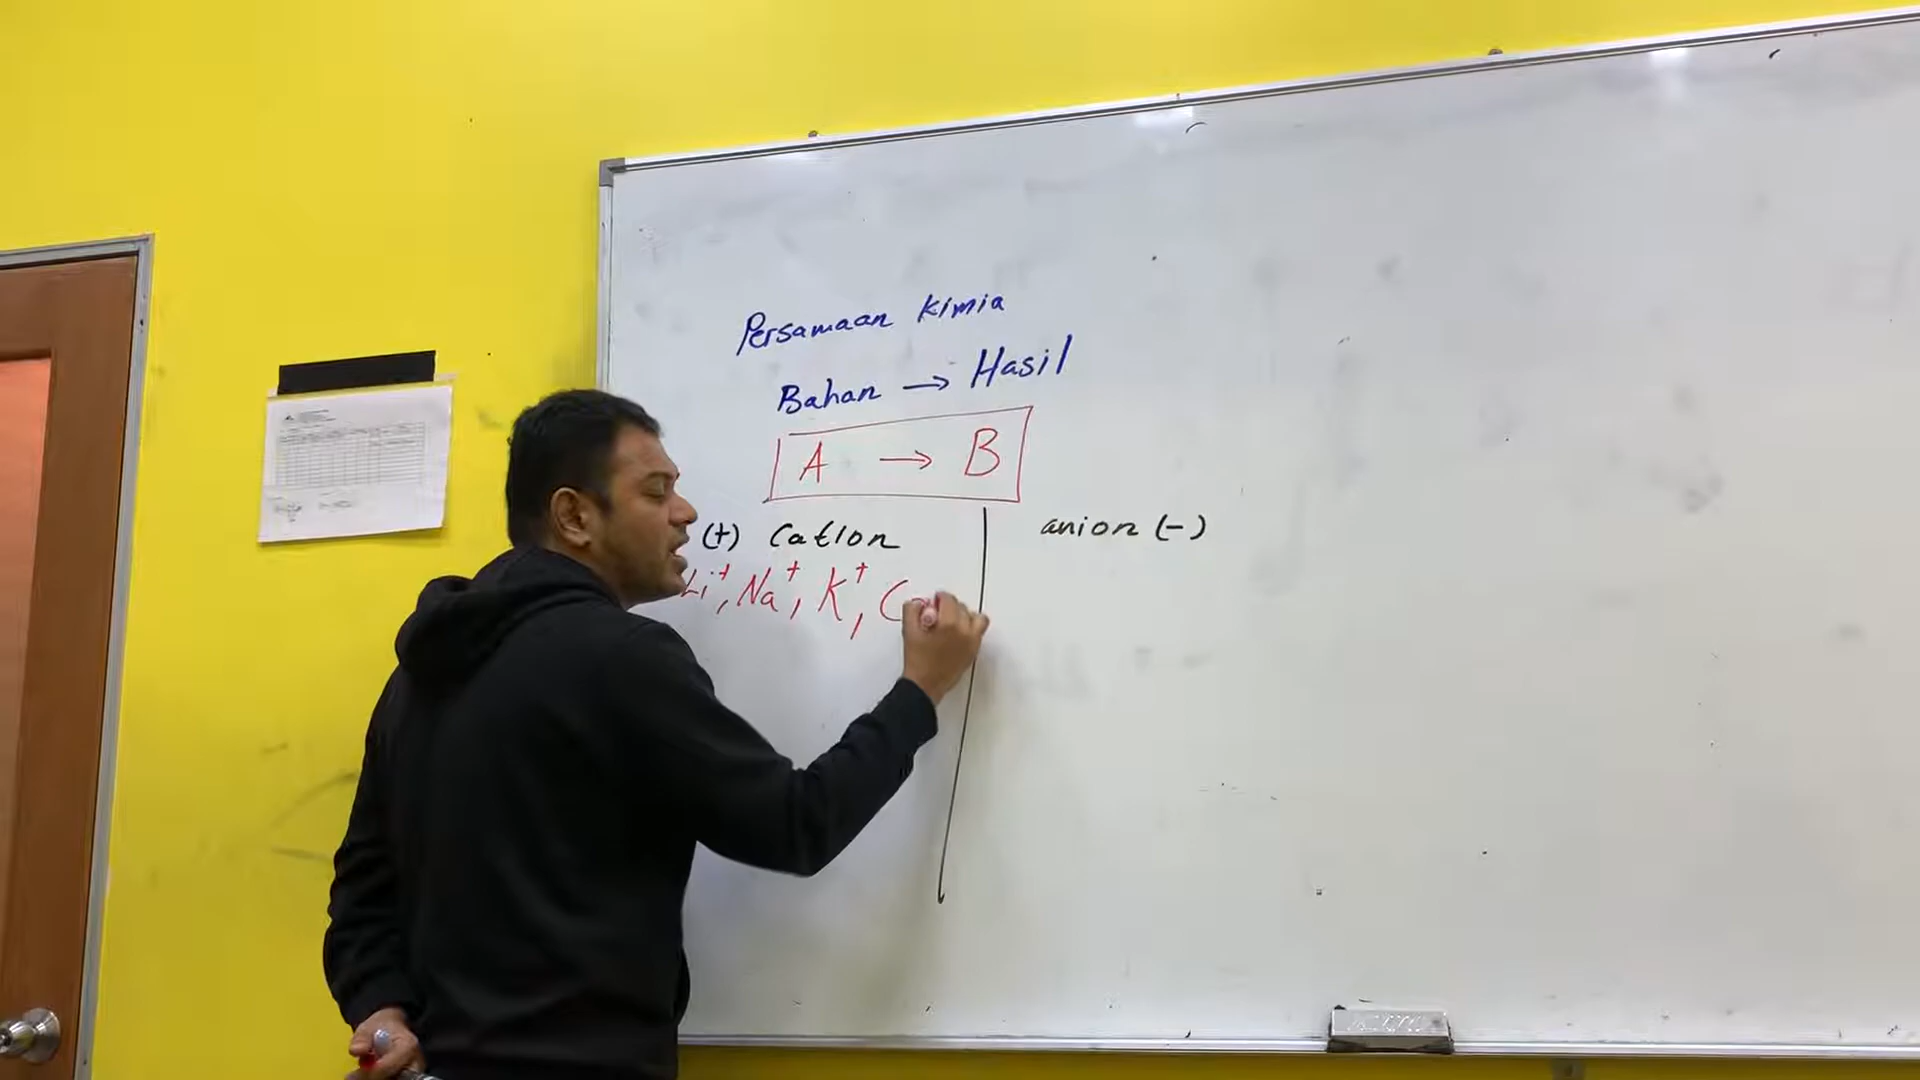 Persamaan Kimia
Bahan → Hasil
A → B
(+) Cation
anion (-)
Li⁺, Na⁺, K⁺,